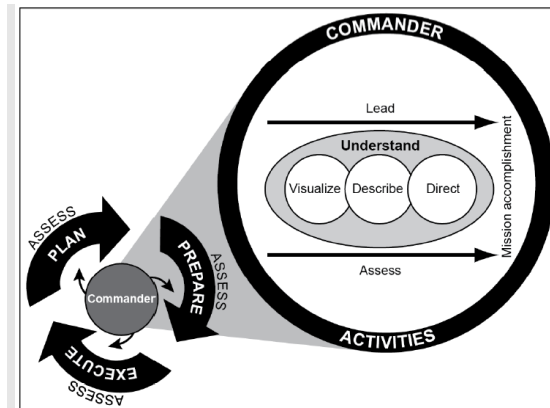 COMMANDER
Lead
Understand
Visualize
Describe
Direct
Mission accomplishment
Assess
ACTIVITIES
ASSESS
PLAN
PREPARE
ASSESS
Commander
EXECUTE
ASSESS